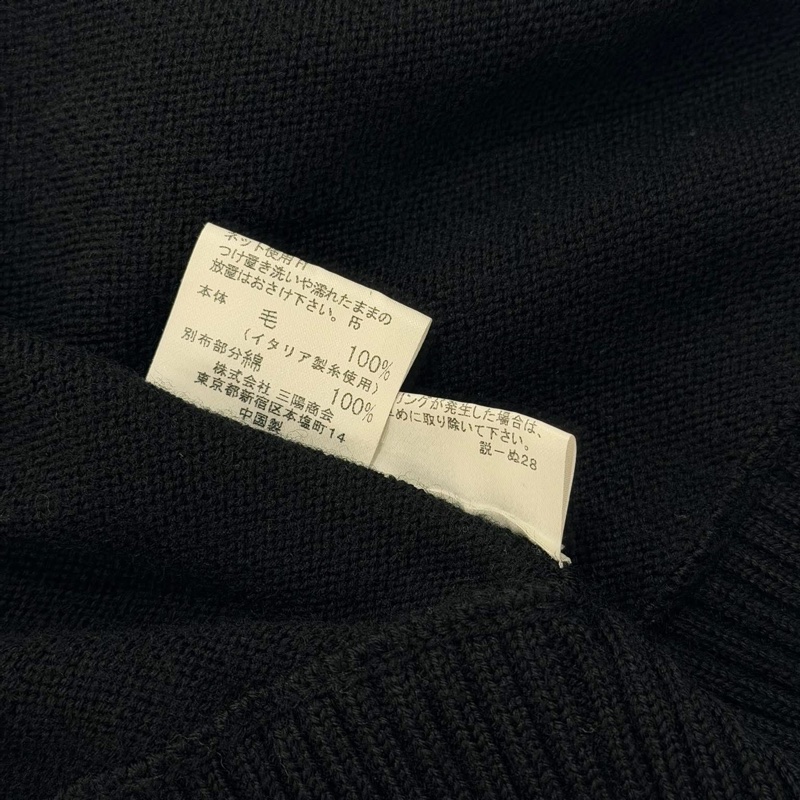 ネット使用
つけ置き洗いや濡れたままの
放置はおさけ下さい。 F5
本体
毛 100%
(イタリア製糸使用)
別布部分綿 100%
株式会社 三陽商会
東京都新宿区本塩町14
中国製
リングが発生した場合は、
に取り除いて下さい。
説ーぬ28